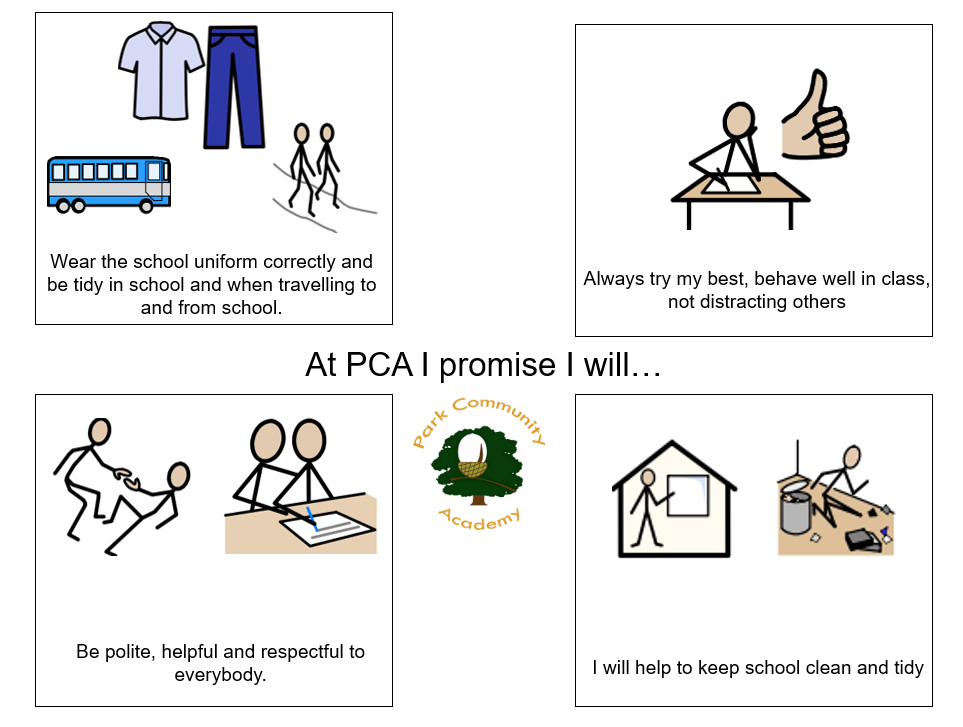 Wear the school uniform correctly and
be tidy in school and when travelling to
and from school.
Always try my best, behave well in class,
not distracting others
At PCA I promise I will…
Park Community
Academy
Be polite, helpful and respectful to
everybody.
I will help to keep school clean and tidy